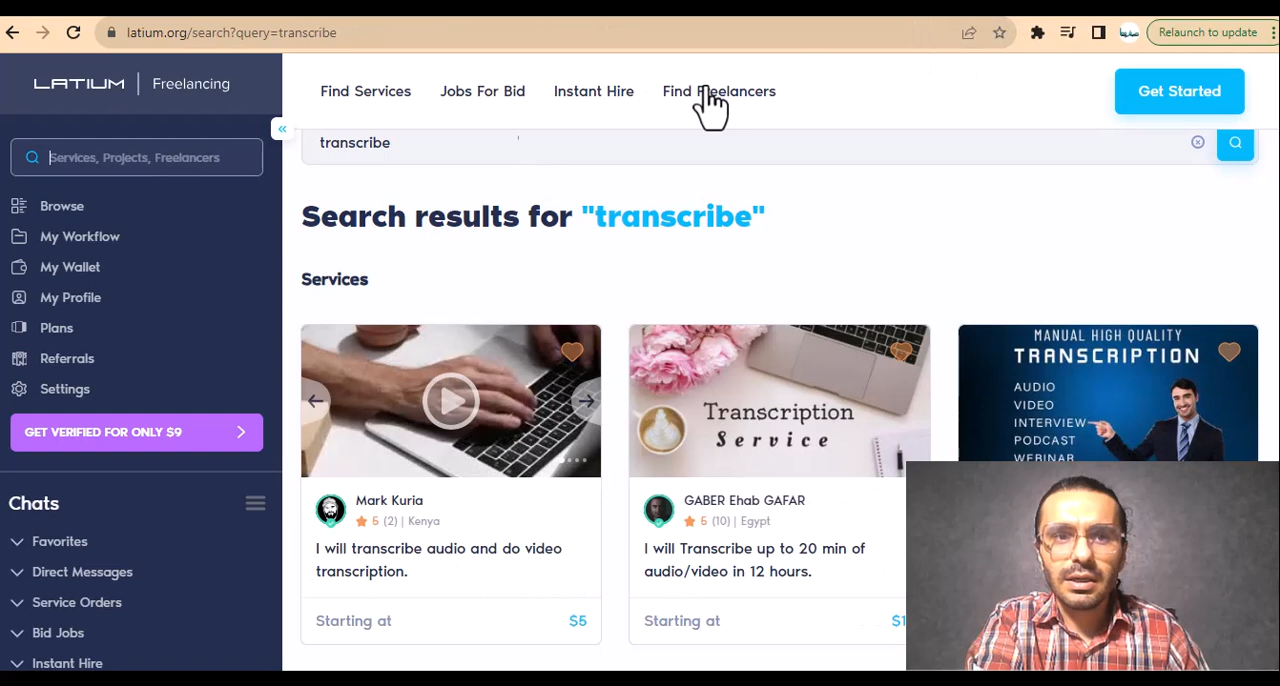 latium.org/search?query=transcribe
Relaunch to update
LATIUM | Freelancing
Find Services
Jobs For Bid
Instant Hire
Find Freelancers
Get Started
Services, Projects, Freelancers
Browse
My Workflow
My Wallet
My Profile
Plans
Referrals
Settings
GET VERIFIED FOR ONLY $9
Chats
Favorites
Direct Messages
Service Orders
Bid Jobs
Instant Hire
transcribe
Search results for "transcribe"
Services
Mark Kuria
5 (2) | Kenya
I will transcribe audio and do video
transcription.
Starting at $5
Transcription
Service
GABER Ehab GAFAR
5 (10) | Egypt
I will Transcribe up to 20 min of
audio/video in 12 hours.
Starting at
MANUAL HIGH QUALITY
TRANSCRIPTION
AUDIO
VIDEO
INTERVIEW
PODCAST
WEBINAR